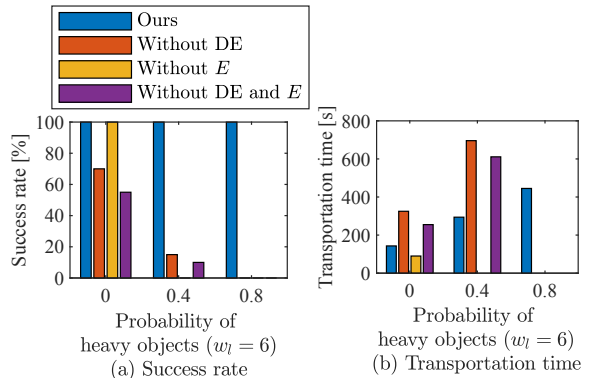 Ours
Without DE
Without E
Without DE and E
Success rate [%]
100
80
60
40
20
0
0
0.4
0.8
Probability of
heavy objects (wₗ = 6)
(a) Success rate
Transportation time [s]
800
600
400
200
0
0
0.4
0.8
Probability of
heavy objects (wₗ = 6)
(b) Transportation time